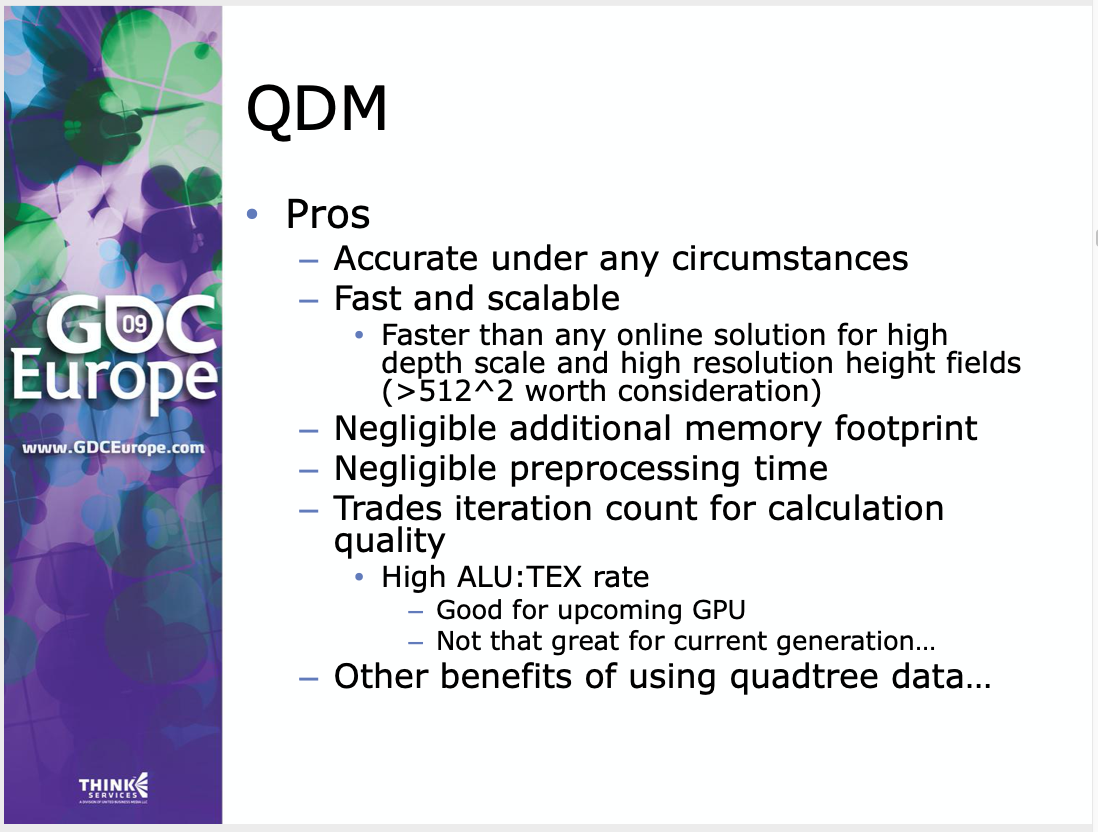 QDM
• Pros
– Accurate under any circumstances
– Fast and scalable
• Faster than any online solution for high
depth scale and high resolution height fields
(>512^2 worth consideration)
– Negligible additional memory footprint
– Negligible preprocessing time
– Trades iteration count for calculation
quality
• High ALU:TEX rate
– Good for upcoming GPU
– Not that great for current generation…
– Other benefits of using quadtree data…
GDC
09
Europe
www.GDCEurope.com
THINK
SERVICES
A DIVISION OF UNITED BUSINESS MEDIA LLC